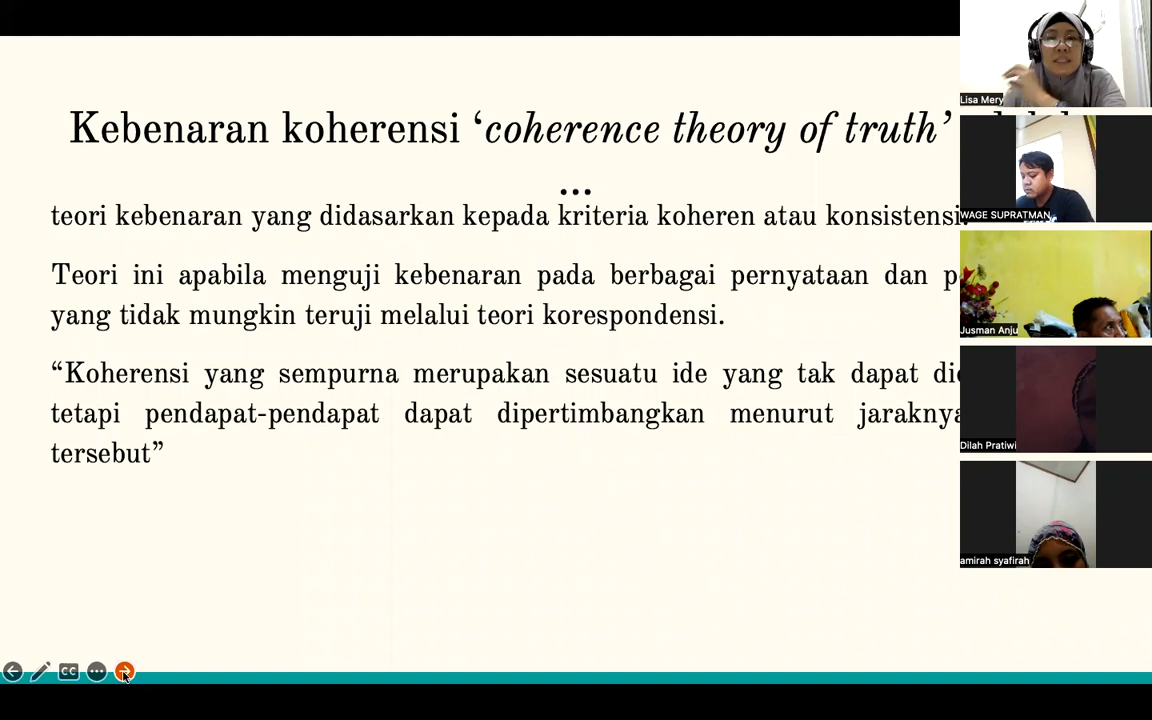 Kebenaran koherensi ‘coherence theory of truth’
...
teori kebenaran yang didasarkan kepada kriteria koheren atau konsistensi.
Teori ini apabila menguji kebenaran pada berbagai pernyataan dan
yang tidak mungkin teruji melalui teori korespondensi.
“Koherensi yang sempurna merupakan sesuatu ide yang tak dapat
tetapi pendapat-pendapat dapat dipertimbangkan menurut jaraknya
tersebut”
Lisa Mery
WAGE SUPRATMAN
Jusman Anju
Dilah Pratiwi
amirah syafirah
CC